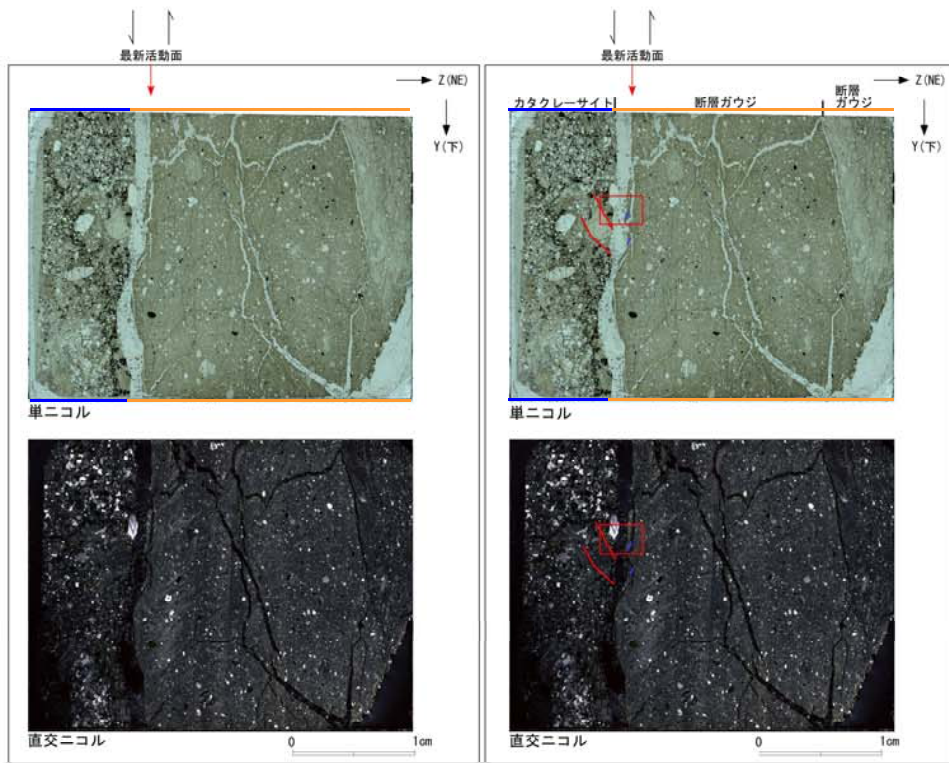 最新活動面
Z(NE)
Y(下)
単ニコル
直交ニコル
0 1cm
最新活動面
Z(NE)
Y(下)
カタクレーサイト
断層ガウジ
断層
ガウジ
単ニコル
直交ニコル
0 1cm